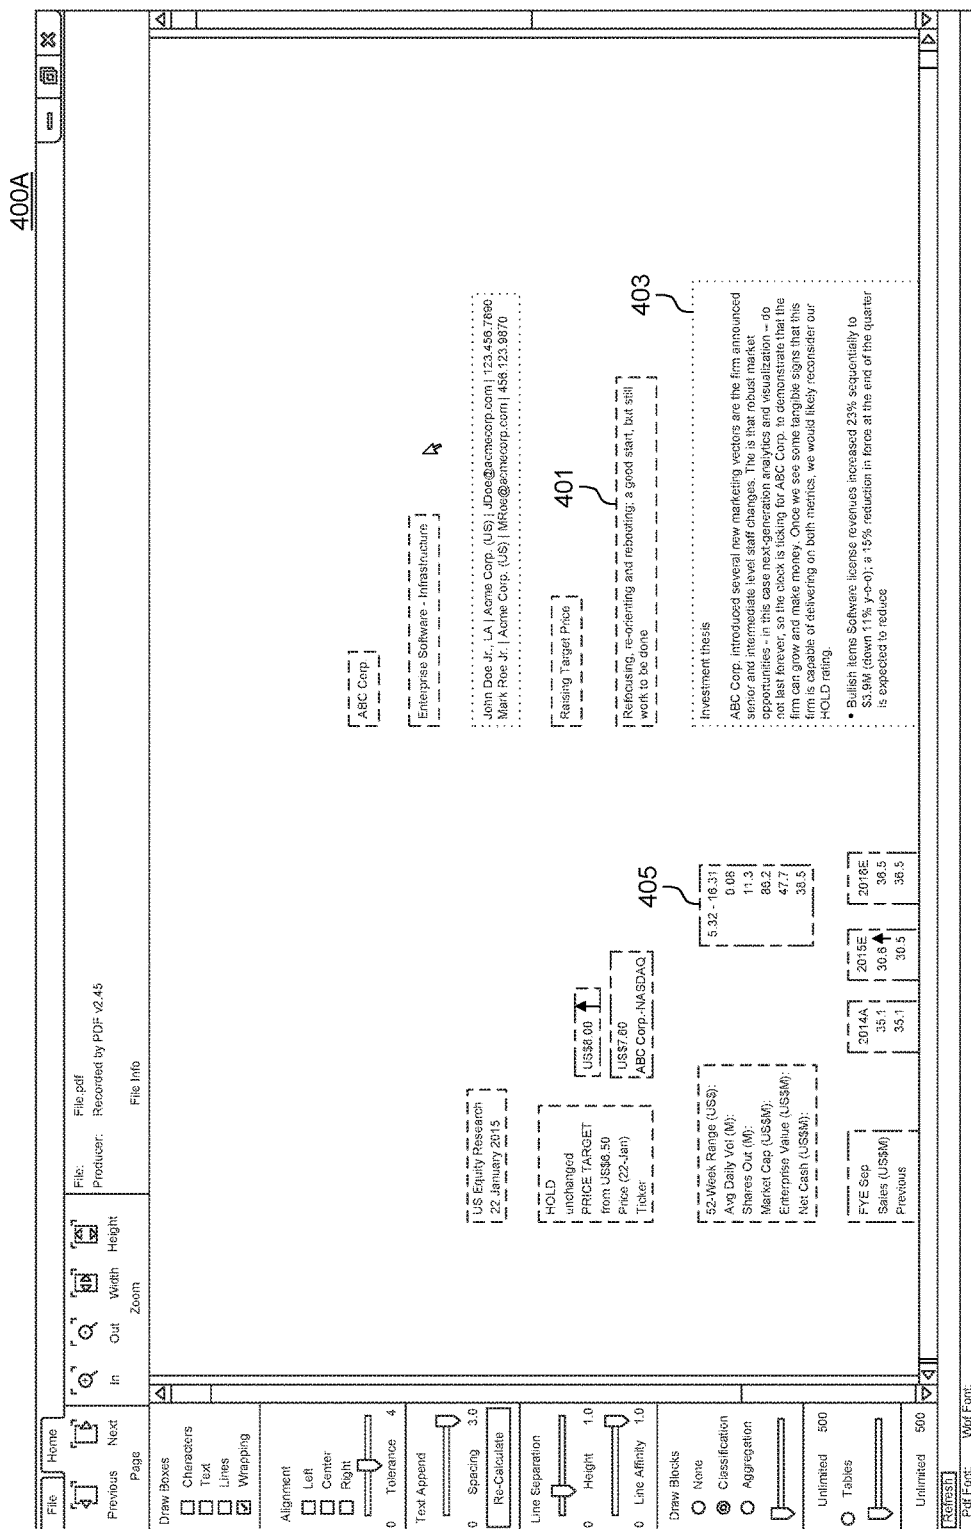 400A
File Home
Previous Next
Page
In Out Width Height
Zoom
File: File.pdf
Producer: Recorded by PDF v2.45
File Info
Draw Boxes
Characters
Text
Lines
Wrapping
Alignment
Left
Center
Right
0 Tolerance 4
Text Append
0 Spacing 3.0
Re-Calculate
Line Separation
0 Height 1.0
0 Line Affinity 1.0
Draw Blocks
None
Classification
Aggregation
Unlimited 500
Tables
Unlimited 500
Refresh
Pdf Font: Wpf Font:
US Equity Research
22 January 2015
HOLD
unchanged
PRICE TARGET US$8.00
from US$6.50
Price (22-Jan) US$7.60
Ticker ABC Corp.-NASDAQ
52-Week Range (US$): 5.32 - 16.31
Avg Daily Vol (M): 0.08
Shares Out (M): 11.3
Market Cap (US$M): 86.2
Enterprise Value (US$M): 47.7
Net Cash (US$M): 38.5
405
FYE Sep 2014A 2015E 2016E
Sales (US$M) 35.1 30.6 36.5
Previous 35.1 30.5 36.5
ABC Corp.
Enterprise Software - Infrastructure
John Doe Jr., LA | Acme Corp. (US) | JDoe@acmecorp.com | 123.456.7890
Mark Roe Jr. | Acme Corp. (US) | MRoe@acmecorp.com | 456.123.9870
Raising Target Price
401
Refocusing, re-orienting and rebooting; a good start, but still
work to be done
403
Investment thesis
ABC Corp. introduced several new marketing vectors are the firm announced
senior and intermediate level staff changes. The is that robust market
opportunities - in this case next-generation analytics and visualization -- do
not last forever, so the clock is ticking for ABC Corp. to demonstrate that the
firm can grow and make money. Once we see some tangible signs that this
firm is capable of delivering on both metrics, we would likely reconsider our
HOLD rating.
• Bullish items Software license revenues increased 23% sequentially to
$3.9M (down 11% y-o-o); a 15% reduction in force at the end of the quarter
is expected to reduce